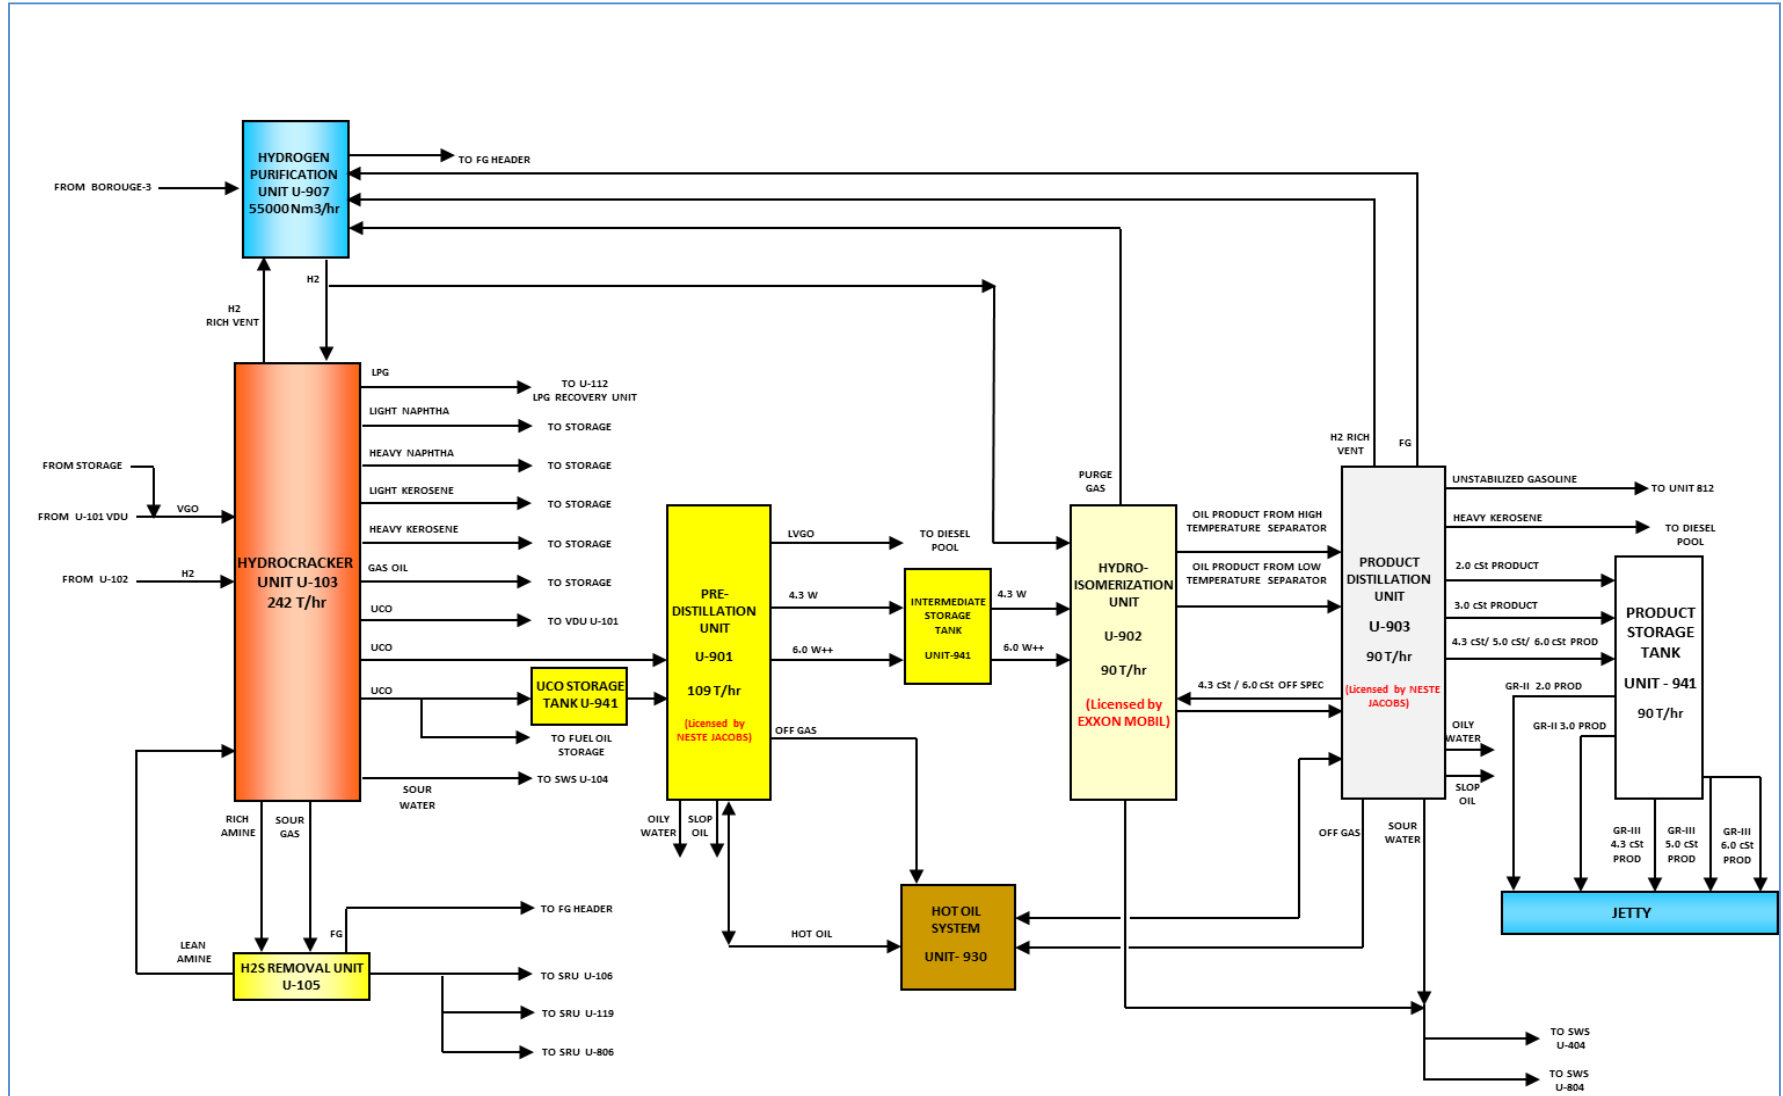 HYDROGEN
PURIFICATION
UNIT U-907
55000 Nm3/hr
TO FG HEADER
FROM BOROUGE-3
H2
H2
RICH VENT
HYDROCRACKER
UNIT U-103
242 T/hr
FROM STORAGE
FROM U-101 VDU
VGO
FROM U-102
H2
LPG
TO U-112
LPG RECOVERY UNIT
LIGHT NAPHTHA
TO STORAGE
HEAVY NAPHTHA
TO STORAGE
LIGHT KEROSENE
TO STORAGE
HEAVY KEROSENE
TO STORAGE
GAS OIL
TO STORAGE
UCO
TO VDU U-101
UCO
UCO
UCO STORAGE
TANK U-941
TO FUEL OIL
STORAGE
TO SWS U-104
SOUR
WATER
RICH
AMINE
SOUR
GAS
LEAN
AMINE
FG
TO FG HEADER
H2S REMOVAL UNIT
U-105
TO SRU U-106
TO SRU U-119
TO SRU U-806
PRE-
DISTILLATION
UNIT
U-901
109 T/hr
(Licensed by
NESTE JACOBS)
LVGO
TO DIESEL
POOL
4.3 W
6.0 W++
INTERMEDIATE
STORAGE
TANK
UNIT-941
4.3 W
6.0 W++
OFF GAS
OILY
WATER
SLOP
OIL
HOT OIL
HOT OIL
SYSTEM
UNIT- 930
PURGE
GAS
HYDRO-
ISOMERIZATION
UNIT
U-902
90 T/hr
(Licensed by
EXXON MOBIL)
OIL PRODUCT FROM HIGH
TEMPERATURE SEPARATOR
OIL PRODUCT FROM LOW
TEMPERATURE SEPARATOR
4.3 cSt / 6.0 cSt OFF SPEC
H2 RICH
VENT
FG
PRODUCT
DISTILLATION
UNIT
U-903
90 T/hr
(Licensed by NESTE
JACOBS)
UNSTABILIZED GASOLINE
TO UNIT 812
HEAVY KEROSENE
TO DIESEL
POOL
2.0 cSt PRODUCT
3.0 cSt PRODUCT
4.3 cSt/ 5.0 cSt/ 6.0 cSt PROD
GR-II 2.0 PROD
GR-II 3.0 PROD
OILY
WATER
SLOP
OIL
OFF GAS
SOUR
WATER
PRODUCT
STORAGE
TANK
UNIT - 941
90 T/hr
GR-III
4.3 cSt
PROD
GR-III
5.0 cSt
PROD
GR-III
6.0 cSt
PROD
JETTY
TO SWS
U-404
TO SWS
U-804